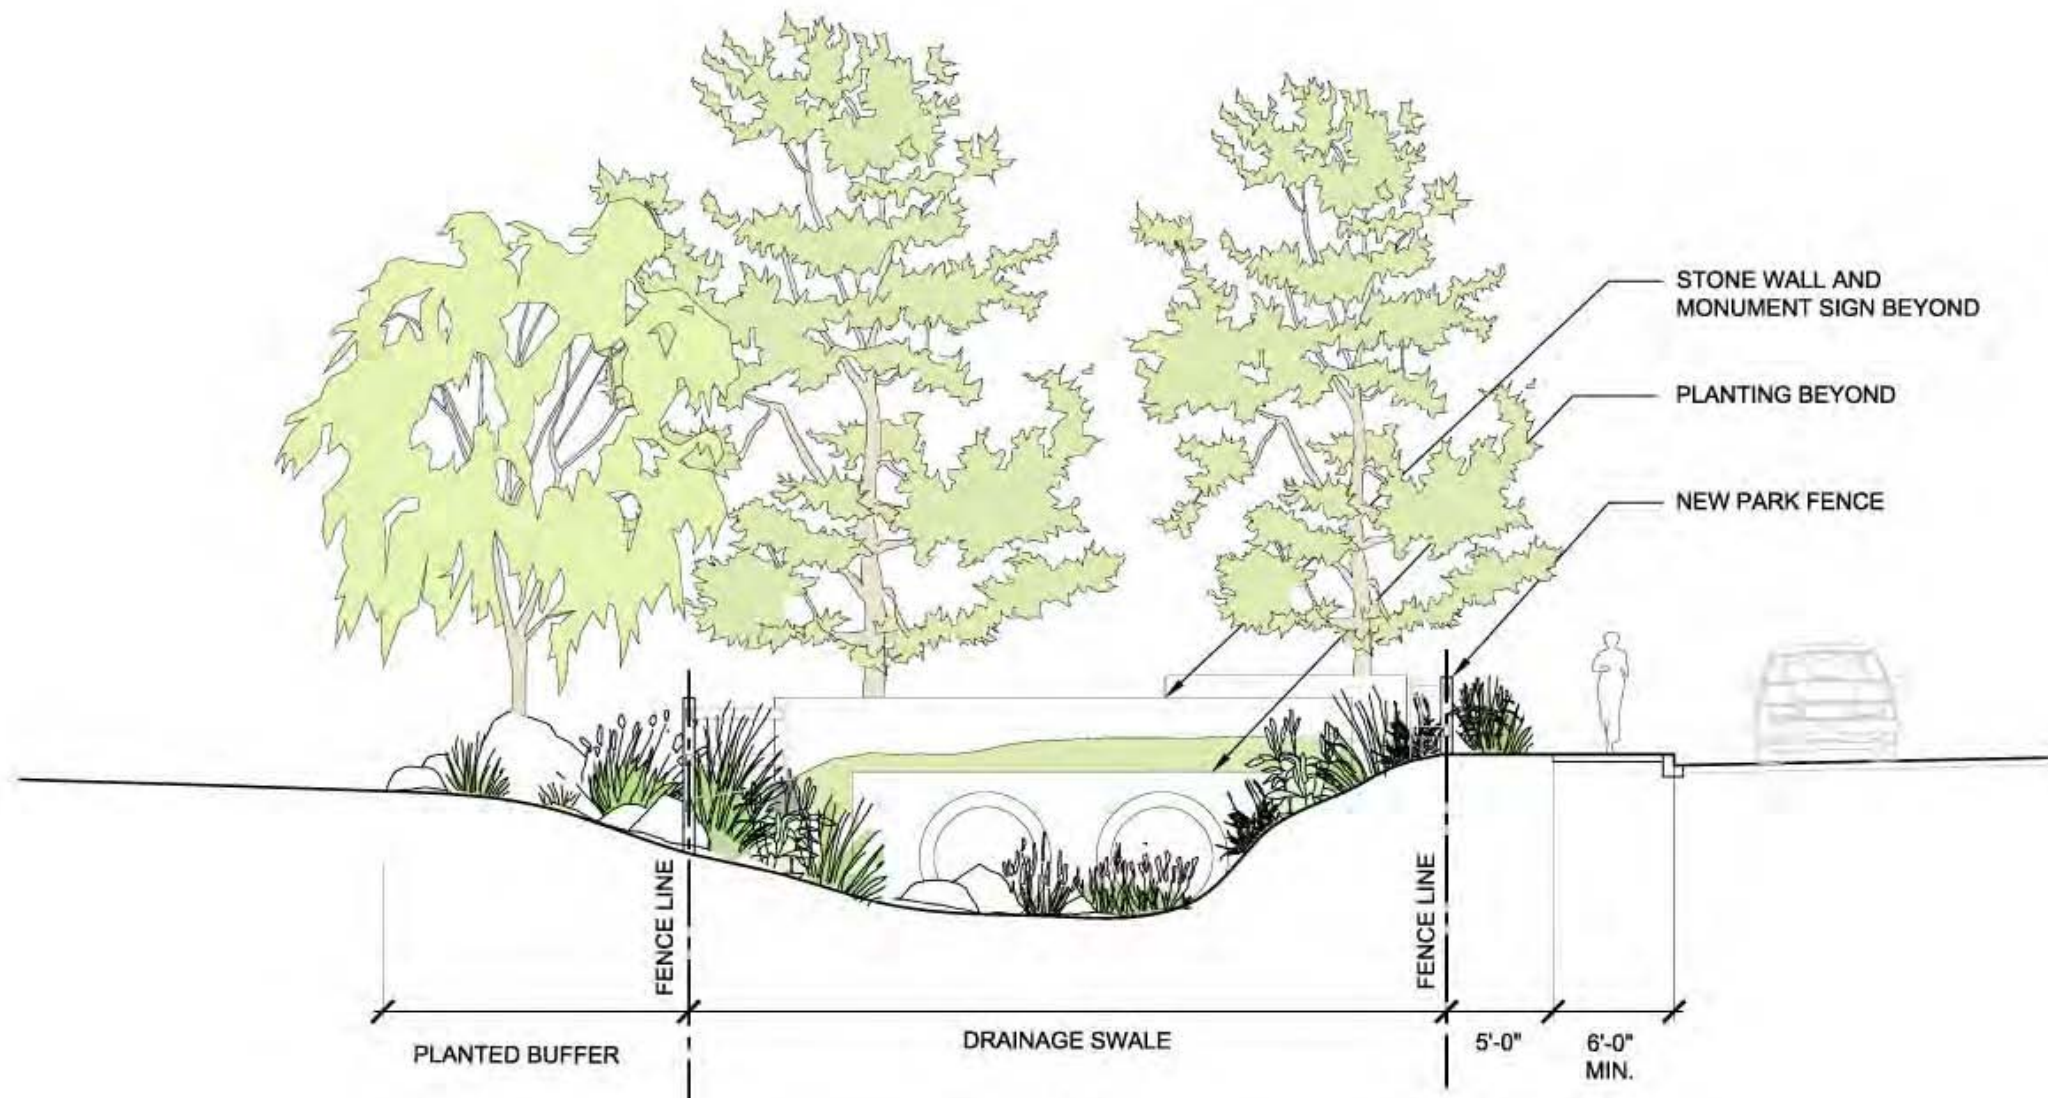 STONE WALL AND
MONUMENT SIGN BEYOND
PLANTING BEYOND
NEW PARK FENCE
FENCE LINE
FENCE LINE
PLANTED BUFFER
DRAINAGE SWALE
5'-0"
6'-0"
MIN.